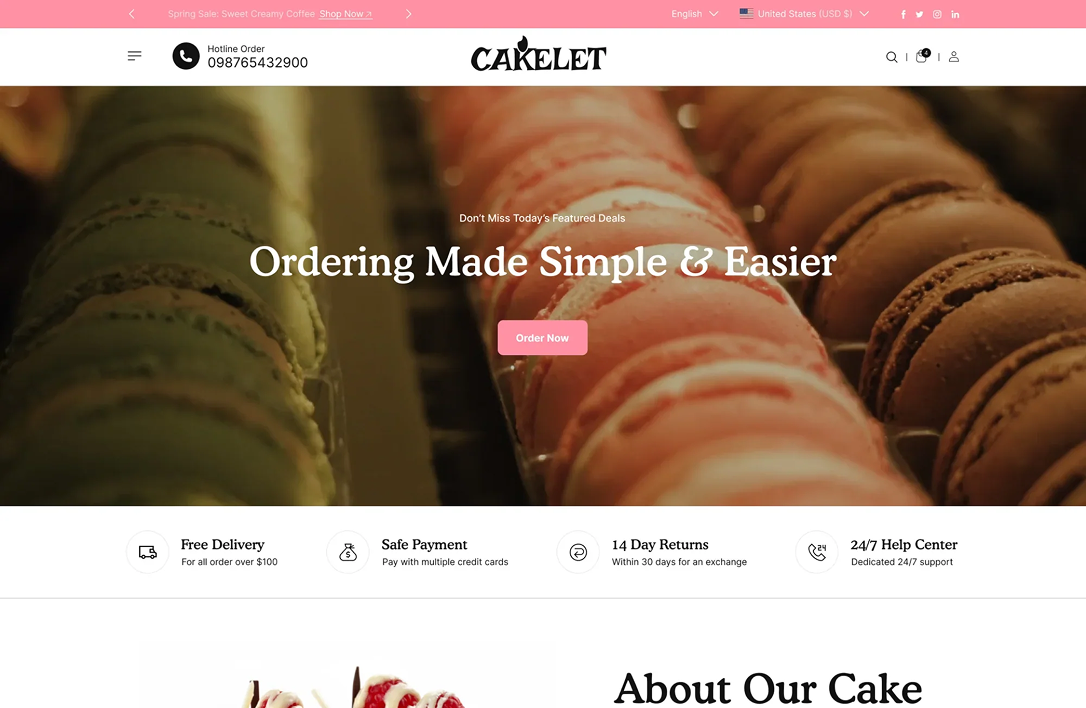 Spring Sale: Sweet Creamy Coffee Shop Now
English
United States (USD $)
Hotline Order
098765432900
CAKELET
4
Don't Miss Today's Featured Deals
Ordering Made Simple & Easier
Order Now
Free Delivery
For all order over $100
Safe Payment
Pay with multiple credit cards
14 Day Returns
Within 30 days for an exchange
24
24/7 Help Center
Dedicated 24/7 support
About Our Cake